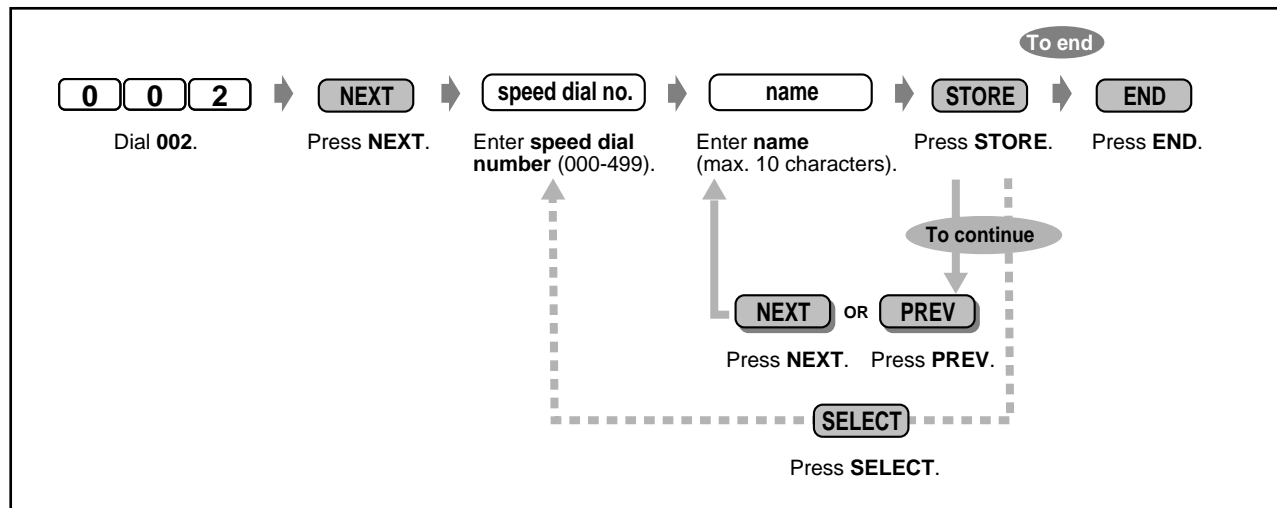 To end
0 0 2 NEXT speed dial no. name STORE END
Dial 002. Press NEXT. Enter speed dial Enter name Press STORE. Press END.
number (000-499). (max. 10 characters).
To continue
NEXT OR PREV
Press NEXT. Press PREV.
SELECT
Press SELECT.